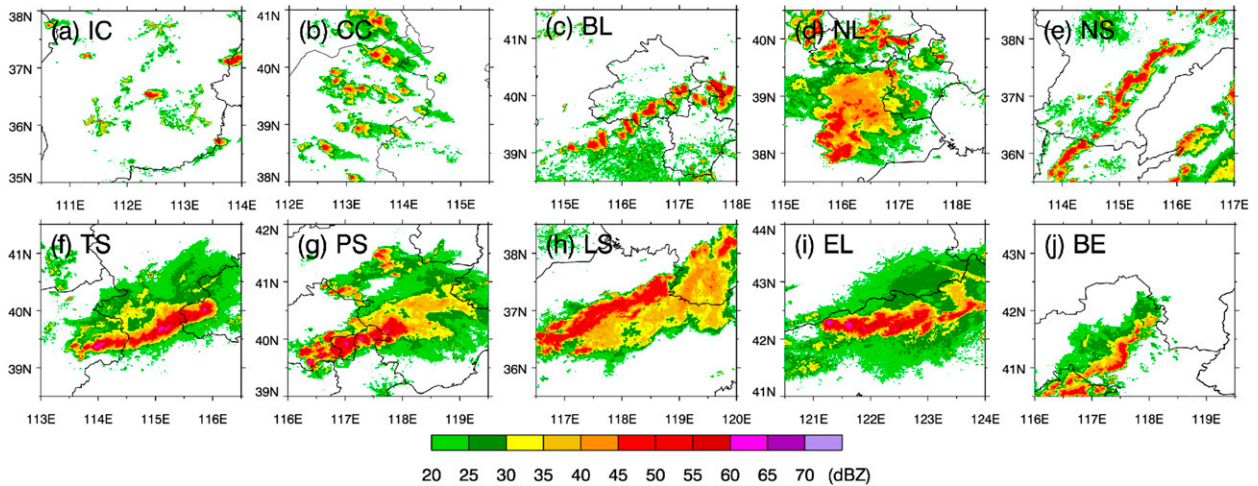 (a) IC
38N
37N
36N
35N
111E 112E 113E 114E
(b) CC
41N
40N
39N
38N
112E 113E 114E 115E
(c) BL
41N
40N
39N
115E 116E 117E 118E
(d) NL
40N
39N
38N
115E 116E 117E 118E
(e) NS
38N
37N
36N
114E 115E 116E 117E
(f) TS
41N
40N
39N
113E 114E 115E 116E
(g) PS
42N
41N
40N
39N
116E 117E 118E 119E
(h) LS
38N
37N
36N
117E 118E 119E 120E
(i) EL
44N
43N
42N
41N
121E 122E 123E 124E
(j) BE
43N
42N
41N
40N
116E 117E 118E 119E
20 25 30 35 40 45 50 55 60 65 70 (dBZ)